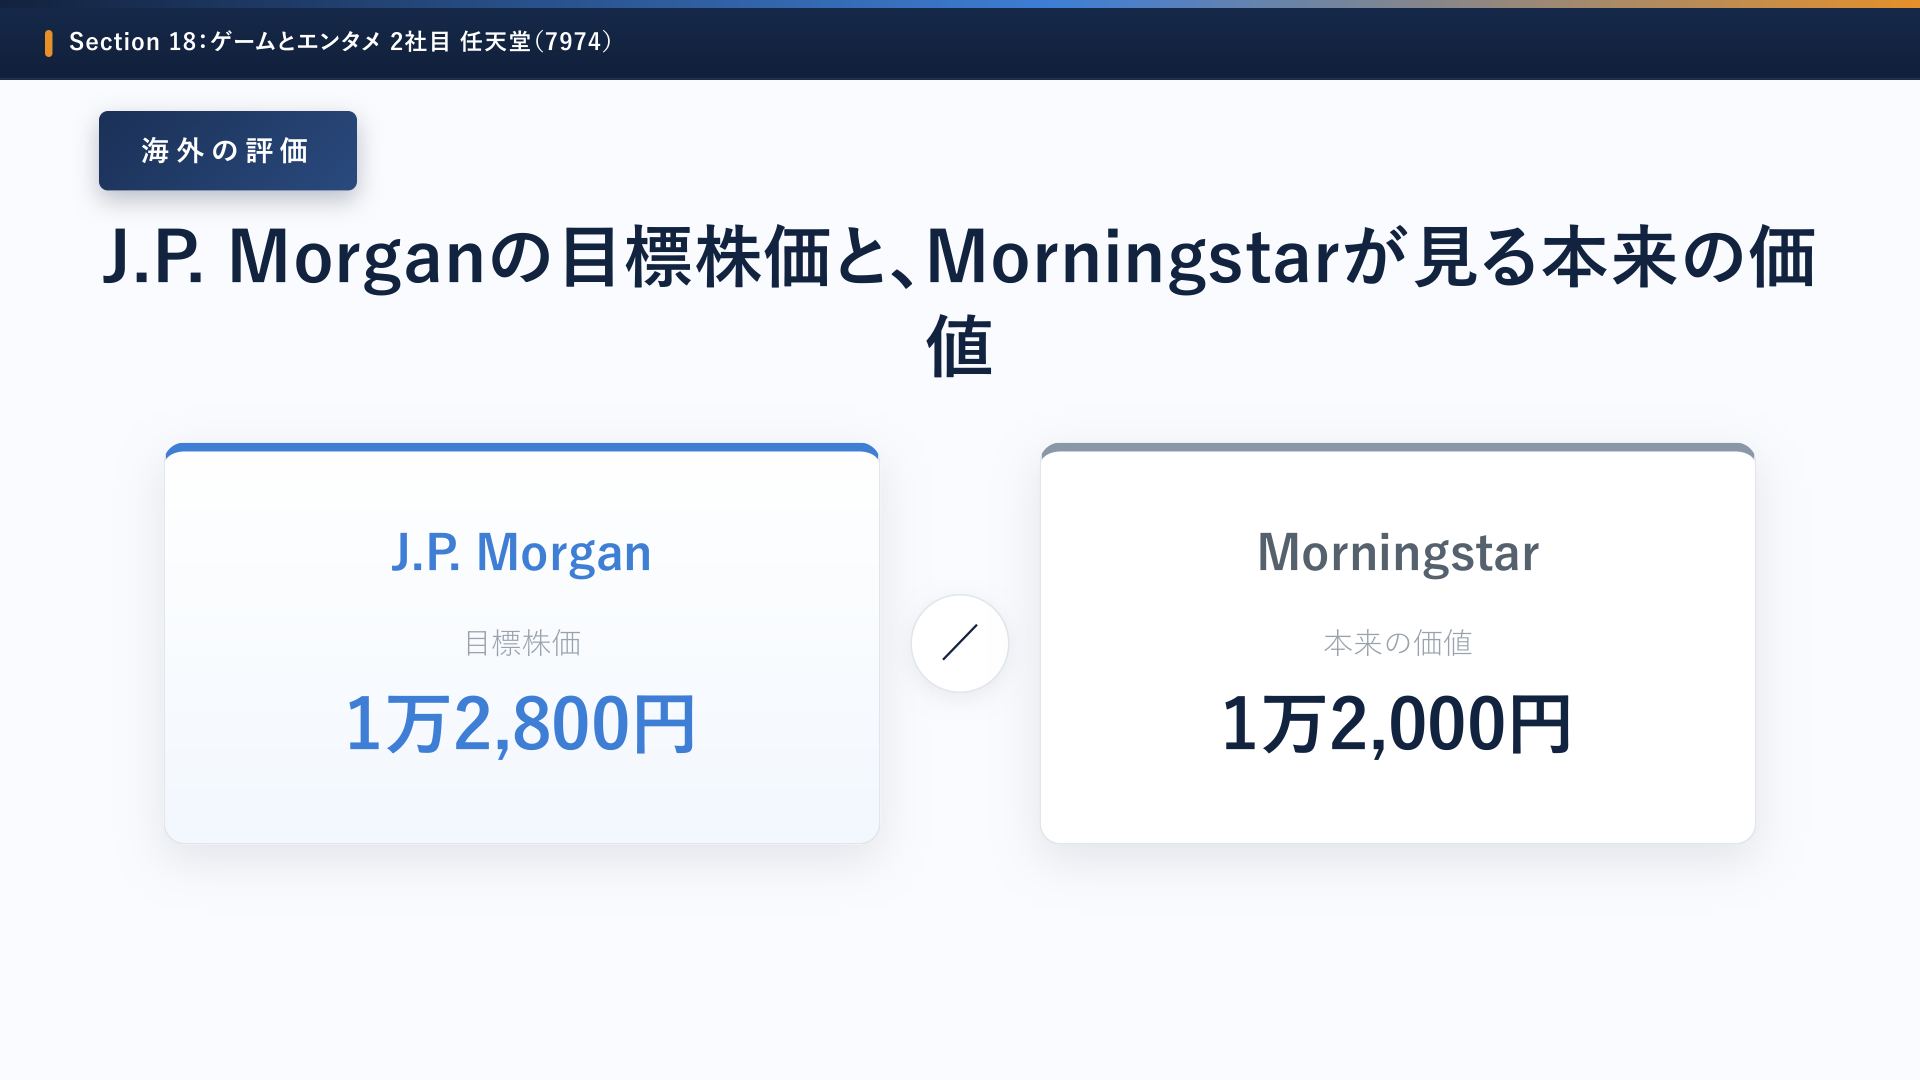 Section 18：ゲームとエンタメ 2社目 任天堂（7974）
海外の評価
J.P. Morganの目標株価と、Morningstarが見る本来の価
値
J.P. Morgan
目標株価
1万2,800円
／
Morningstar
本来の価値
1万2,000円